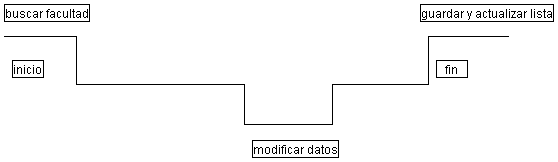 buscar facultad
guardar y actualizar lista
inicio
fin
modificar datos